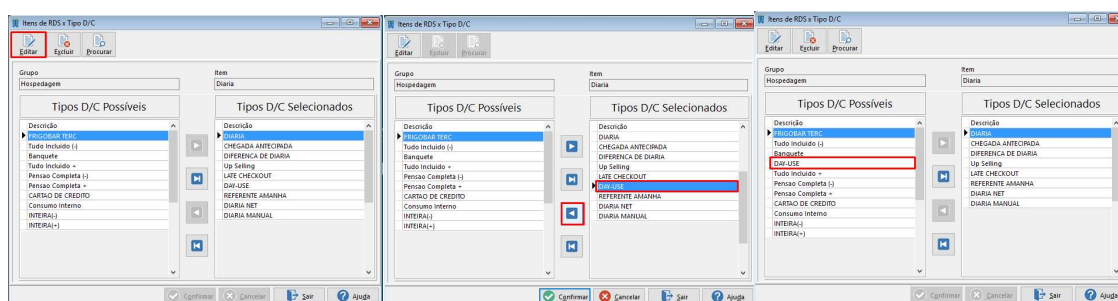 Itens de RDS x Tipo D/C
Editar Excluir Procurar
Grupo Item
Hospedagem Diaria
Tipos D/C Possíveis Tipos D/C Selecionados
Descrição Descrição
FRIGOBAR TERC DIARIA
Tudo Incluido (-) CHEGADA ANTECIPADA
Banquete DIFERENCA DE DIARIA
Tudo Incluido + Up Selling
Pensao Completa (-) LATE CHECKOUT
Pensao Completa + DAY-USE
CARTAO DE CREDITO REFERENTE AMANHA
Consumo Interno DIARIA NET
INTEIRA(-) DIARIA MANUAL
INTEIRA(+)
Confirmar Cancelar Sair Ajuda
Itens de RDS x Tipo D/C
Editar Excluir Procurar
Grupo Item
Hospedagem Diaria
Tipos D/C Possíveis Tipos D/C Selecionados
Descrição Descrição
FRIGOBAR TERC DIARIA
Tudo Incluido (-) CHEGADA ANTECIPADA
Banquete DIFERENCA DE DIARIA
Tudo Incluido + Up Selling
Pensao Completa (-) LATE CHECKOUT
Pensao Completa + DAY-USE
CARTAO DE CREDITO REFERENTE AMANHA
Consumo Interno DIARIA NET
INTEIRA(-) DIARIA MANUAL
INTEIRA(+)
Confirmar Cancelar Sair Ajuda
Itens de RDS x Tipo D/C
Editar Excluir Procurar
Grupo Item
Hospedagem Diaria
Tipos D/C Possíveis Tipos D/C Selecionados
Descrição Descrição
FRIGOBAR TERC DIARIA
Tudo Incluido (-) CHEGADA ANTECIPADA
Banquete DIFERENCA DE DIARIA
DAY-USE Up Selling
Tudo Incluido + LATE CHECKOUT
Pensao Completa (-) REFERENTE AMANHA
Pensao Completa + DIARIA NET
CARTAO DE CREDITO DIARIA MANUAL
Consumo Interno
INTEIRA(-)
INTEIRA(+)
Confirmar Cancelar Sair Ajuda